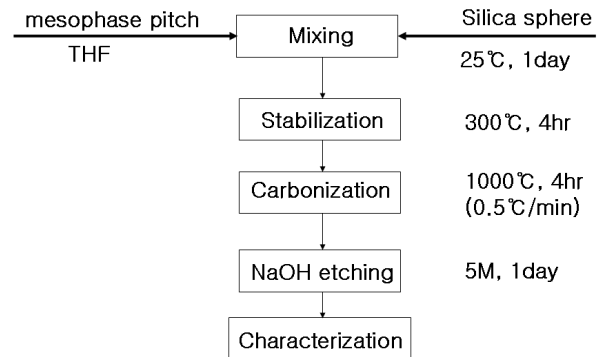 mesophase pitch
THF
Mixing
Silica sphere
25℃, 1day
Stabilization
300℃, 4hr
Carbonization
1000℃, 4hr
(0.5℃/min)
NaOH etching
5M, 1day
Characterization